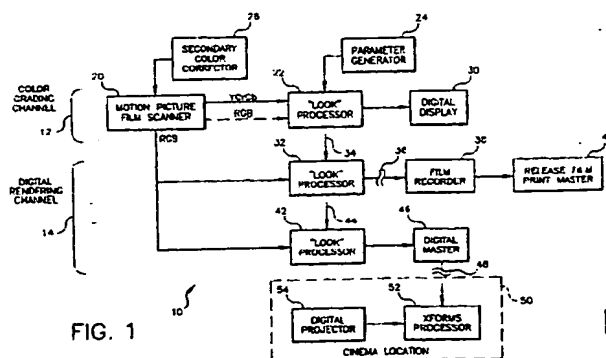 28
SECONDARY
COLOR
CORRECTOR
24
PARAMETER
GENERATOR
COLOR
GRADING
CHANNEL
12
20
MOTION PICTURE
FILM SCANNER
YCrCb
RGB
22
"LOOK"
PROCESSOR
30
DIGITAL
DISPLAY
RGB
34
DIGITAL
RENDERING
CHANNEL
14
32
"LOOK"
PROCESSOR
36
38
FILM
RECORDER
RELEASE FILM
PRINT MASTER
42
44
"LOOK"
PROCESSOR
46
DIGITAL
MASTER
48
10
50
54
DIGITAL
PROJECTOR
52
XFORMS
PROCESSOR
CINEMA LOCATION
FIG. 1